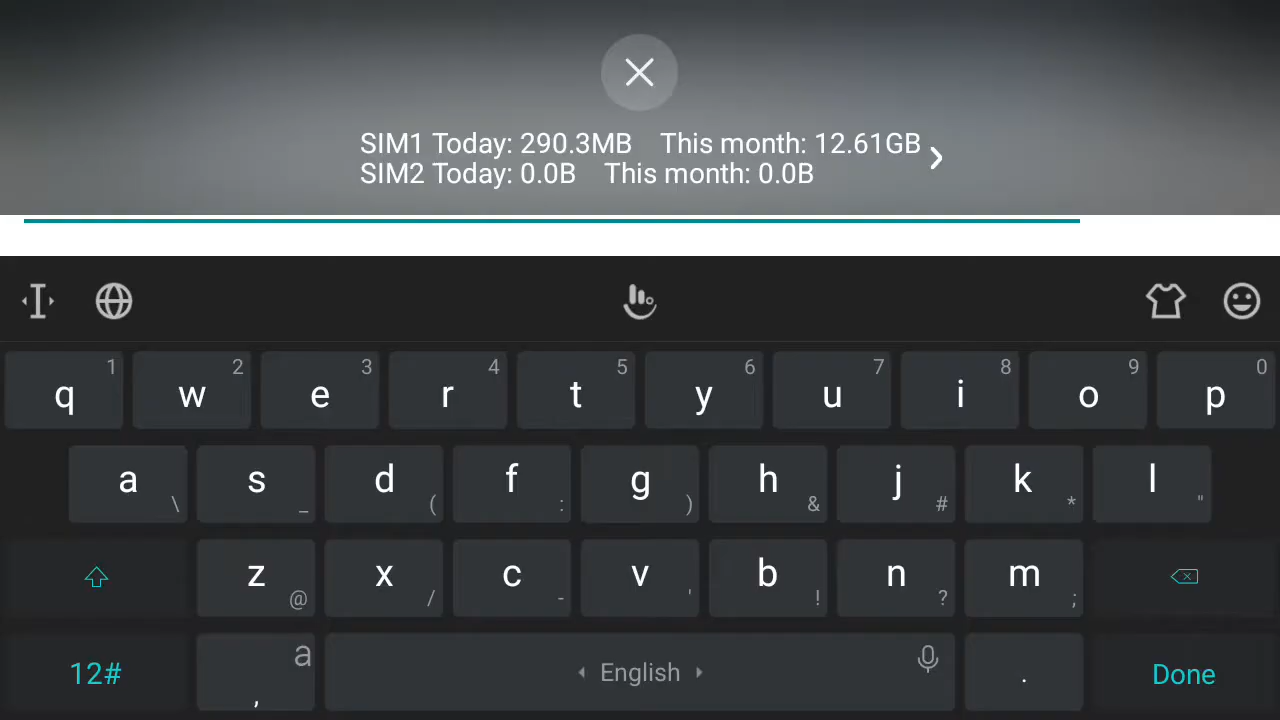 SIM1 Today: 290.3MB This month: 12.61GB
SIM2 Today: 0.0B This month: 0.0B
q 1 w 2 e 3 r 4 t 5 y 6 u 7 i 8 o 9 p 0
a \ s _ d ( f : g ) h & j # k * l "
z @ x / c - v ' b ! n ? m ;
12# , a English . Done